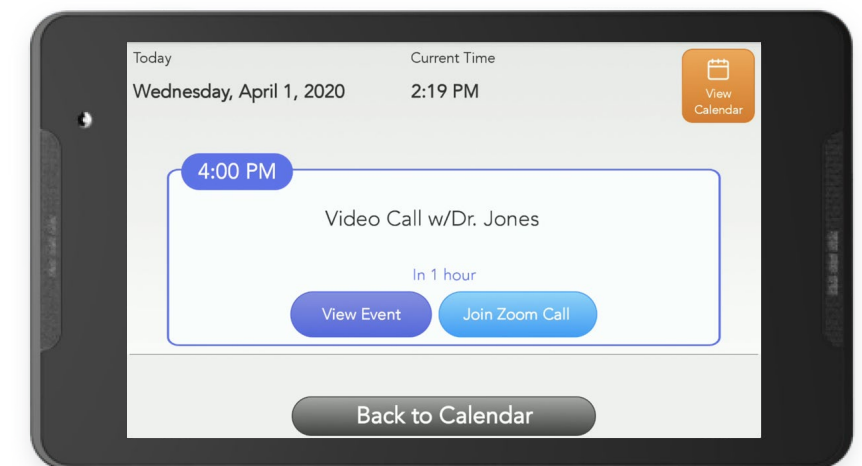 Today
Wednesday, April 1, 2020
Current Time
2:19 PM
View
Calendar
4:00 PM
Video Call w/Dr. Jones
In 1 hour
View Event
Join Zoom Call
Back to Calendar